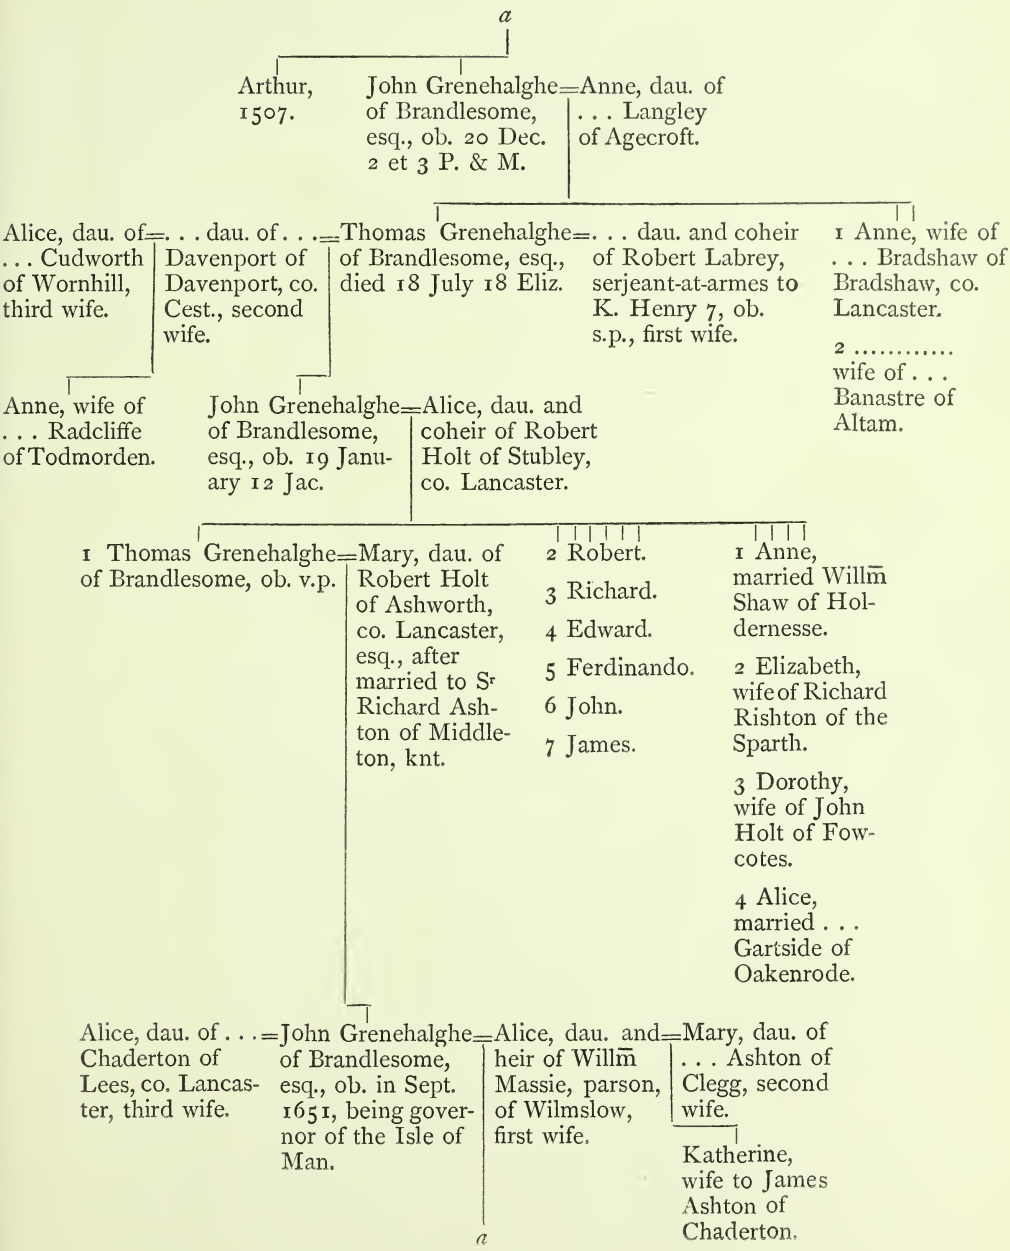 a
Arthur,
1507.
John Grenehalghe=Anne, dau. of
of Brandlesome,
esq., ob. 20 Dec.
2 et 3 P. & M.
. . . Langley
of Agecroft.
Alice, dau. of=. . . dau. of . . .=Thomas Grenehalghe=. . . dau. and coheir
. . . Cudworth
of Wornhill,
third wife.
Davenport of
Davenport, co.
Cest., second
wife.
of Brandlesome, esq.,
died 18 July 18 Eliz.
of Robert Labrey,
serjeant-at-armes to
K. Henry 7, ob.
s.p., first wife.
1 Anne, wife of
. . . Bradshaw of
Bradshaw, co.
Lancaster.
2 ............
wife of . . .
Banastre of
Altam.
Anne, wife of
. . . Radcliffe
of Todmorden.
John Grenehalghe=Alice, dau. and
of Brandlesome,
esq., ob. 19 Janu-
ary 12 Jac.
coheir of Robert
Holt of Stubley,
co. Lancaster.
1 Thomas Grenehalghe=Mary, dau. of
of Brandlesome, ob. v.p.
Robert Holt
of Ashworth,
co. Lancaster,
esq., after
married to Sʳ
Richard Ash-
ton of Middle-
ton, knt.
2 Robert.
3 Richard.
4 Edward.
5 Ferdinando.
6 John.
7 James.
1 Anne,
married Willm̄
Shaw of Hol-
dernesse.
2 Elizabeth,
wife of Richard
Rishton of the
Sparth.
3 Dorothy,
wife of John
Holt of Fow-
cotes.
4 Alice,
married . . .
Gartside of
Oakenrode.
Alice, dau. of . . .=John Grenehalghe=Alice, dau. and=Mary, dau. of
Chaderton of
Lees, co. Lancas-
ter, third wife.
of Brandlesome,
esq., ob. in Sept.
1651, being gover-
nor of the Isle of
Man.
heir of Willm̄
Massie, parson,
of Wilmslow,
first wife.
. . . Ashton of
Clegg, second
wife.
Katherine,
wife to James
Ashton of
Chaderton.
a